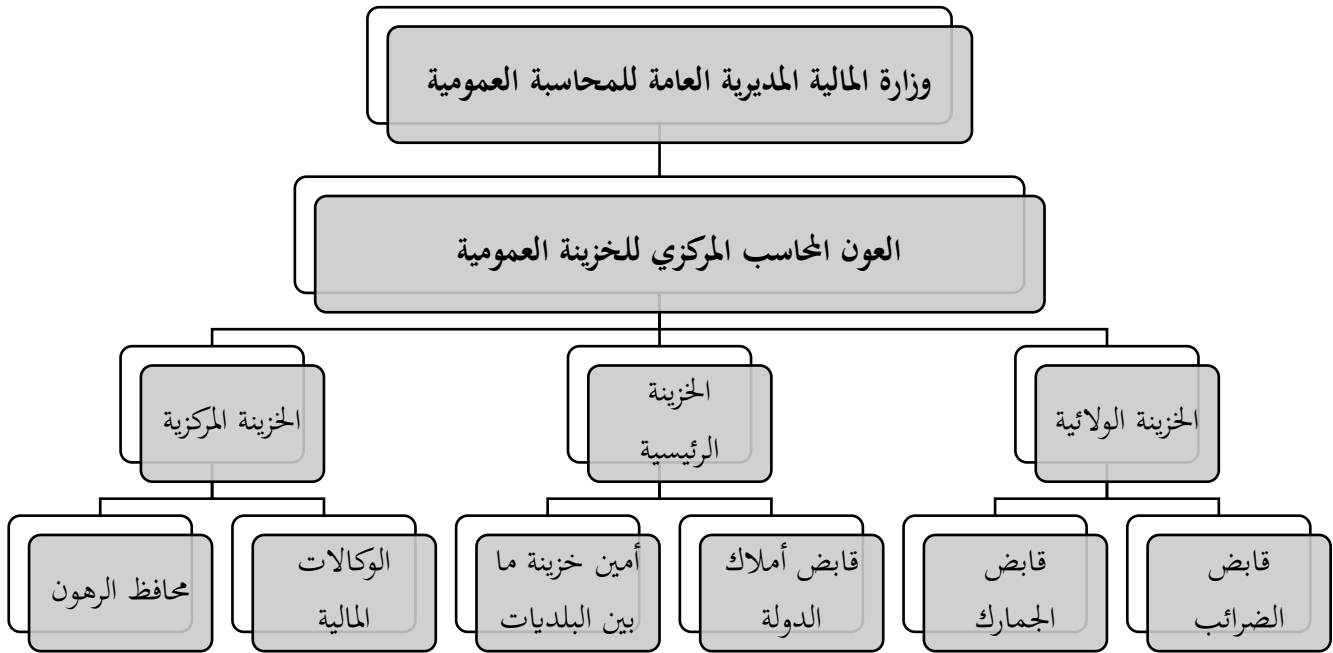 وزارة المالية المديرية العامة للمحاسبة العمومية
العون المحاسب المركزي للخزينة العمومية
الخزينة الولائية
الخزينة
الرئيسية
الخزينة المركزية
قابض
الضرائب
قابض
الجمارك
قابض أملاك
الدولة
أمين خزينة ما
بين البلديات
الوكالات
المالية
محافظ الرهون